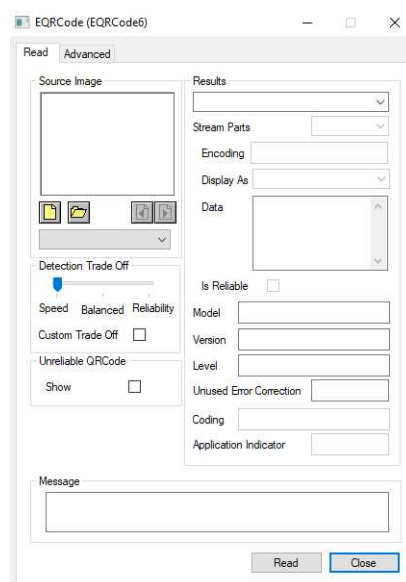 EQRCode (EQRCode6)
Read Advanced
Source Image
Detection Trade Off
Speed Balanced Reliability
Custom Trade Off
Unreliable QRCode
Show
Results
Stream Parts
Encoding
Display As
Data
Is Reliable
Model
Version
Level
Unused Error Correction
Coding
Application Indicator
Message
Read Close